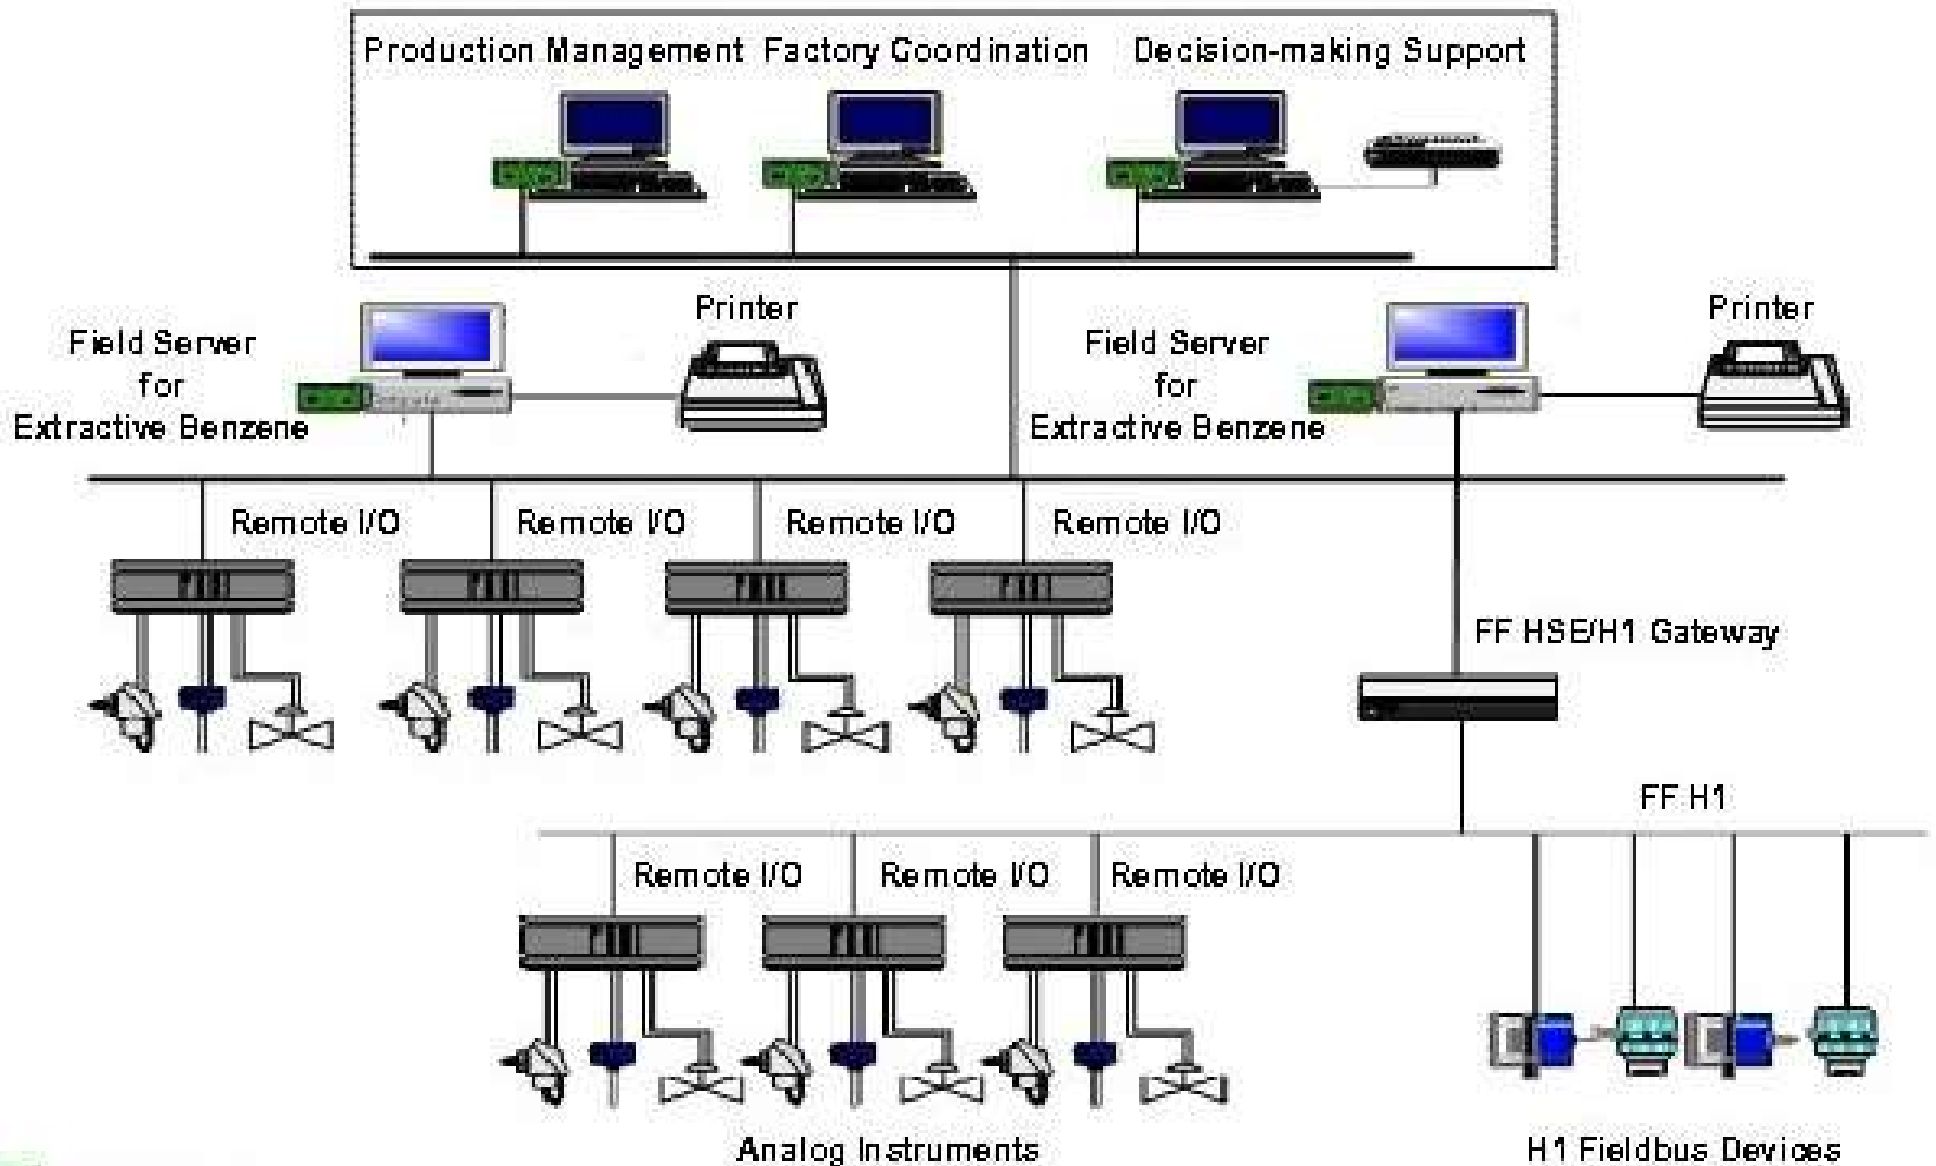 Production Management Factory Coordination Decision-making Support
Printer
Printer
Field Server
for
Extractive Benzene
Field Server
for
Extractive Benzene
Remote I/O Remote I/O Remote I/O Remote I/O
FF HSE/H1 Gateway
FF H1
Remote I/O Remote I/O Remote I/O
Analog Instruments
H1 Fieldbus Devices